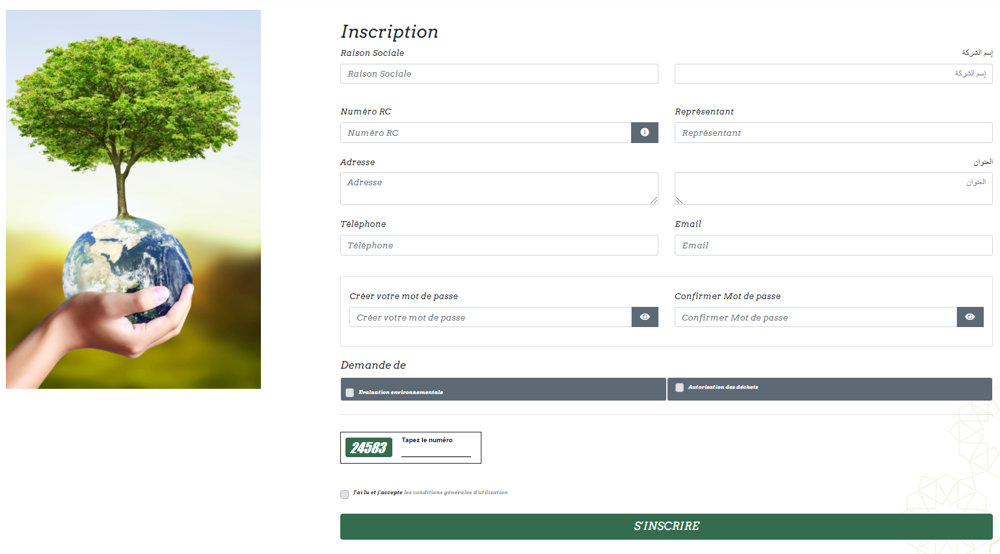 Inscription
Raison Sociale
إسم الشركة
Raison Sociale
إسم الشركة
Numéro RC
Représentant
Numéro RC
Représentant
Adresse
العنوان
Adresse
العنوان
Téléphone
Email
Téléphone
Email
Créer votre mot de passe
Confirmer Mot de passe
Créer votre mot de passe
Confirmer Mot de passe
Demande de
Evaluation environnementale
Autorisation des déchets
24583
Tapez le numéro
J'ai lu et j'accepte les conditions générales d'utilisation
S'INSCRIRE